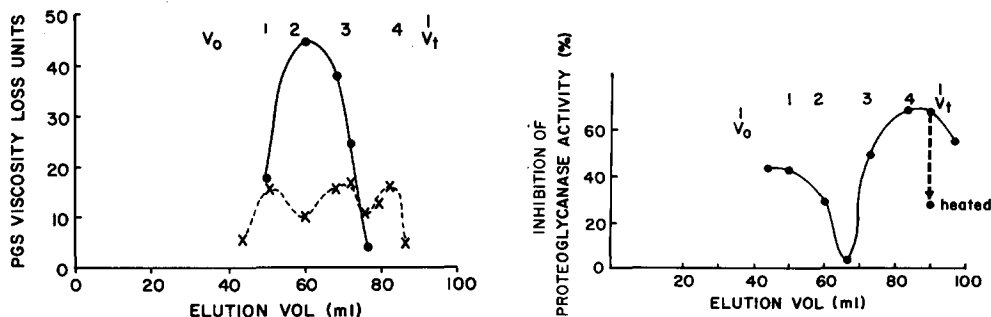 PGS VISCOSITY LOSS UNITS
50
40
30
20
10
0
Vo 1 2 3 4 Vt
0 20 40 60 80 100
ELUTION VOL (ml)
INHIBITION OF
PROTEOGLYCANASE ACTIVITY (%)
60
40
20
0
Vo 1 2 3 4 Vt
heated
20 40 60 80 100
ELUTION VOL (ml)